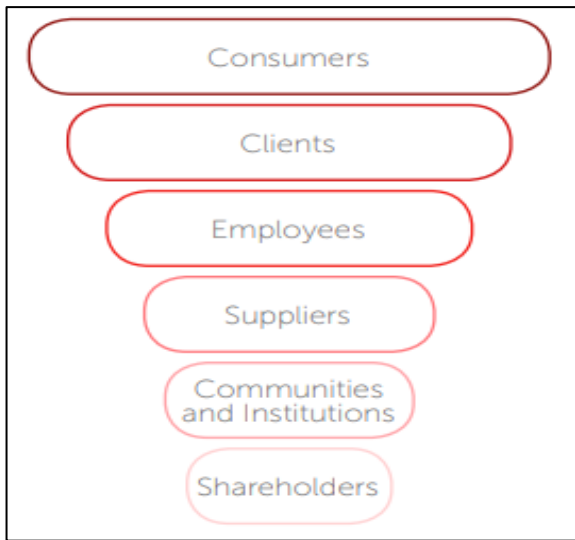 Consumers
Clients
Employees
Suppliers
Communities
and Institutions
Shareholders